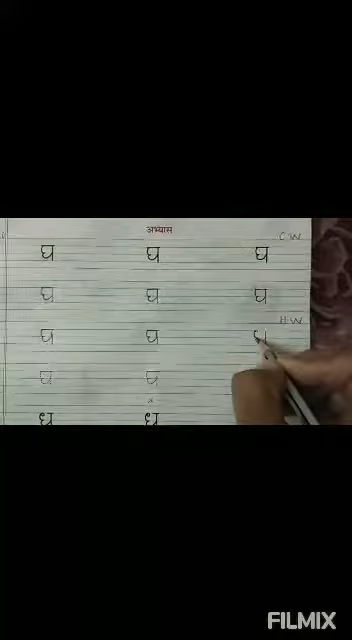 अभ्यास
C.W
घ घ घ
घ घ घ
H.W
घ घ
घ घ
ध ध
FILMIX